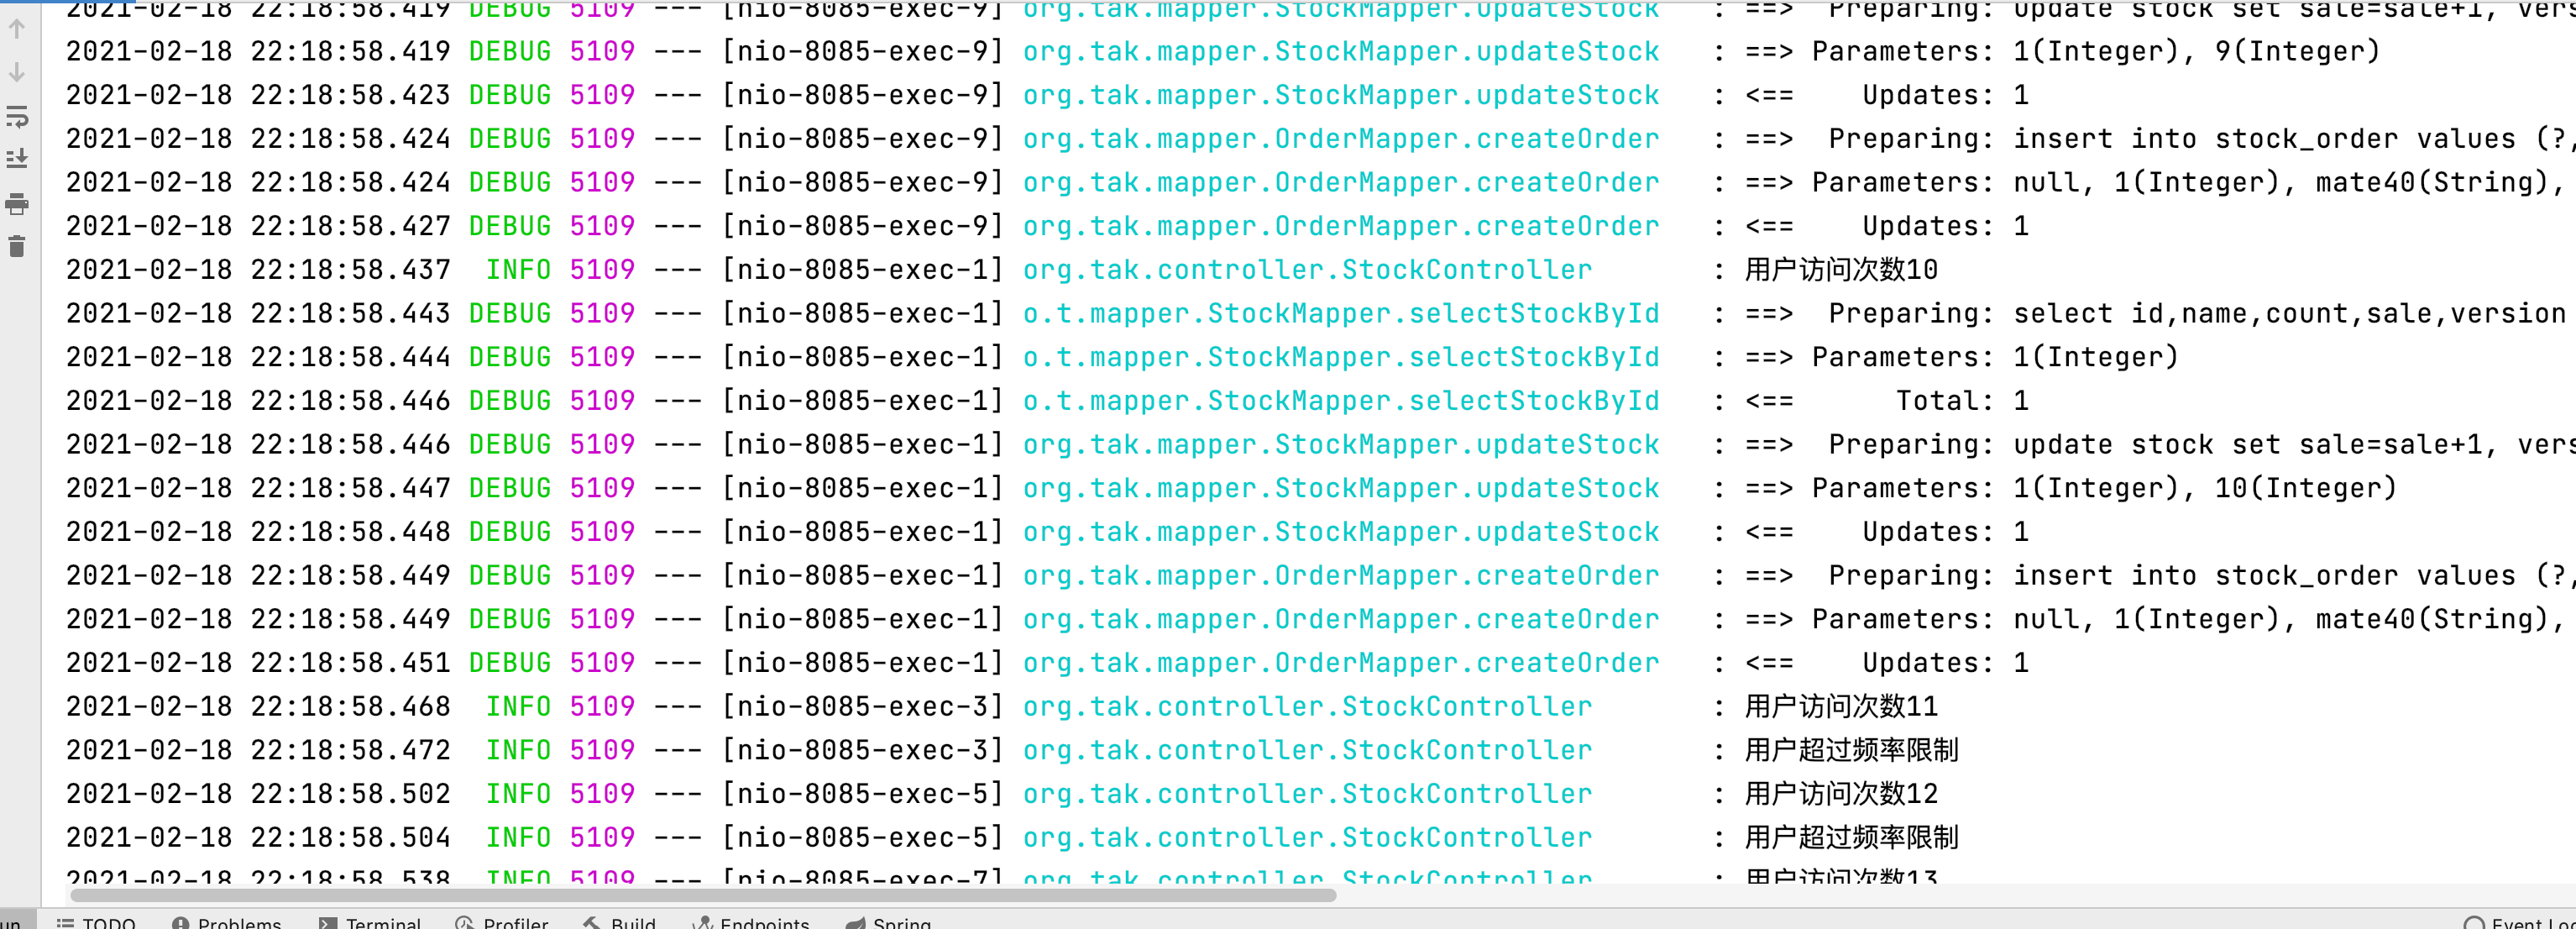 2021-02-18 22:18:58.419 DEBUG 5109 --- [nio-8085-exec-9] org.tak.mapper.StockMapper.updateStock : ==> Preparing: update stock set sale=sale+1, vers
2021-02-18 22:18:58.419 DEBUG 5109 --- [nio-8085-exec-9] org.tak.mapper.StockMapper.updateStock : ==> Parameters: 1(Integer), 9(Integer)
2021-02-18 22:18:58.423 DEBUG 5109 --- [nio-8085-exec-9] org.tak.mapper.StockMapper.updateStock : <== Updates: 1
2021-02-18 22:18:58.424 DEBUG 5109 --- [nio-8085-exec-9] org.tak.mapper.OrderMapper.createOrder : ==> Preparing: insert into stock_order values (?,
2021-02-18 22:18:58.424 DEBUG 5109 --- [nio-8085-exec-9] org.tak.mapper.OrderMapper.createOrder : ==> Parameters: null, 1(Integer), mate40(String),
2021-02-18 22:18:58.427 DEBUG 5109 --- [nio-8085-exec-9] org.tak.mapper.OrderMapper.createOrder : <== Updates: 1
2021-02-18 22:18:58.437 INFO 5109 --- [nio-8085-exec-1] org.tak.controller.StockController : 用户访问次数10
2021-02-18 22:18:58.443 DEBUG 5109 --- [nio-8085-exec-1] o.t.mapper.StockMapper.selectStockById : ==> Preparing: select id,name,count,sale,version
2021-02-18 22:18:58.444 DEBUG 5109 --- [nio-8085-exec-1] o.t.mapper.StockMapper.selectStockById : ==> Parameters: 1(Integer)
2021-02-18 22:18:58.446 DEBUG 5109 --- [nio-8085-exec-1] o.t.mapper.StockMapper.selectStockById : <== Total: 1
2021-02-18 22:18:58.446 DEBUG 5109 --- [nio-8085-exec-1] org.tak.mapper.StockMapper.updateStock : ==> Preparing: update stock set sale=sale+1, vers
2021-02-18 22:18:58.447 DEBUG 5109 --- [nio-8085-exec-1] org.tak.mapper.StockMapper.updateStock : ==> Parameters: 1(Integer), 10(Integer)
2021-02-18 22:18:58.448 DEBUG 5109 --- [nio-8085-exec-1] org.tak.mapper.StockMapper.updateStock : <== Updates: 1
2021-02-18 22:18:58.449 DEBUG 5109 --- [nio-8085-exec-1] org.tak.mapper.OrderMapper.createOrder : ==> Preparing: insert into stock_order values (?,
2021-02-18 22:18:58.449 DEBUG 5109 --- [nio-8085-exec-1] org.tak.mapper.OrderMapper.createOrder : ==> Parameters: null, 1(Integer), mate40(String),
2021-02-18 22:18:58.451 DEBUG 5109 --- [nio-8085-exec-1] org.tak.mapper.OrderMapper.createOrder : <== Updates: 1
2021-02-18 22:18:58.468 INFO 5109 --- [nio-8085-exec-3] org.tak.controller.StockController : 用户访问次数11
2021-02-18 22:18:58.472 INFO 5109 --- [nio-8085-exec-3] org.tak.controller.StockController : 用户超过频率限制
2021-02-18 22:18:58.502 INFO 5109 --- [nio-8085-exec-5] org.tak.controller.StockController : 用户访问次数12
2021-02-18 22:18:58.504 INFO 5109 --- [nio-8085-exec-5] org.tak.controller.StockController : 用户超过频率限制
2021-02-18 22:18:58.538 INFO 5109 --- [nio-8085-exec-7] org.tak.controller.StockController : 用户访问次数13
un TODO Problems Terminal Profiler Build Endpoints Spring Event Log